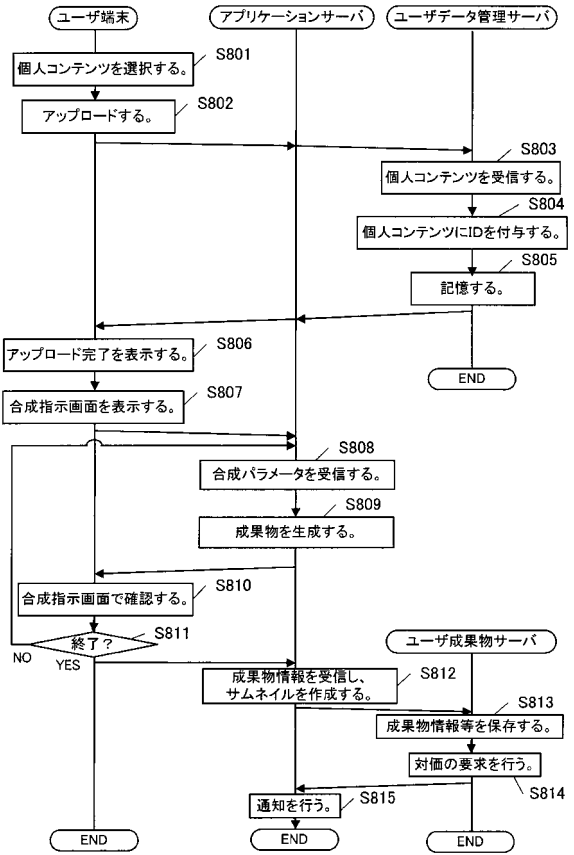 ユーザ端末
アプリケーションサーバ
ユーザデータ管理サーバ
S801
個人コンテンツを選択する。
S802
アップロードする。
S803
個人コンテンツを受信する。
S804
個人コンテンツにIDを付与する。
S805
記憶する。
S806
アップロード完了を表示する。
END
S807
合成指示画面を表示する。
S808
合成パラメータを受信する。
S809
成果物を生成する。
S810
合成指示画面で確認する。
S811
終了?
NO
YES
ユーザ成果物サーバ
S812
成果物情報を受信し、
サムネイルを作成する。
S813
成果物情報等を保存する。
対価の要求を行う。
S814
S815
通知を行う。
END
END
END